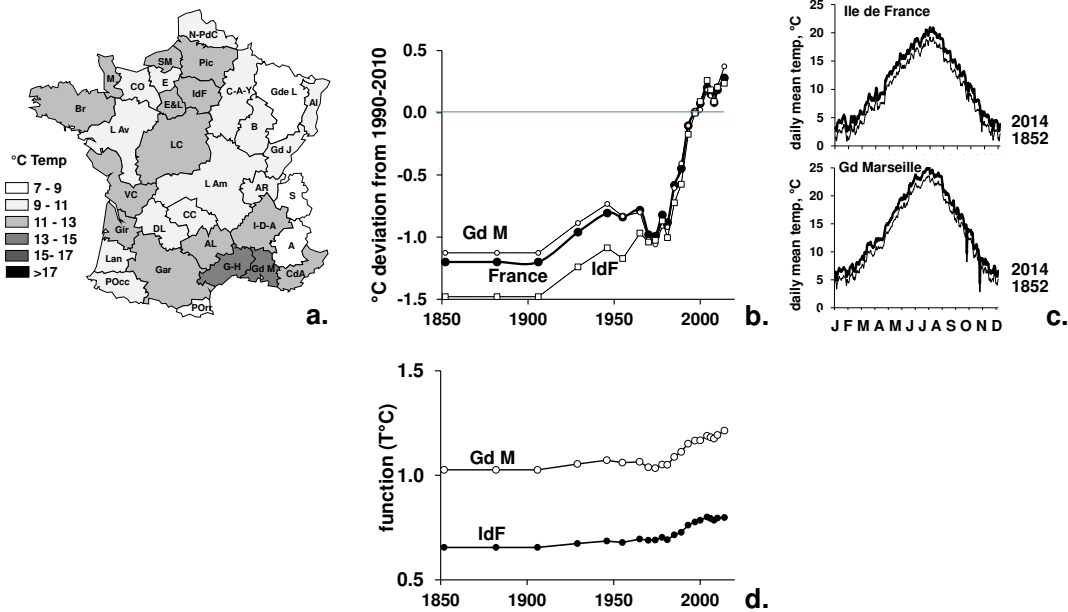 N-PdC
SM
Pic
M
CO
E
IdF
C-A-Y
Gde L
Al
Br
E&L
L Av
B
LC
Gd J
°C Temp
7 - 9
9 - 11
11 - 13
13 - 15
15- 17
>17
VC
L Am
AR
S
CC
DL
Gir
I-D-A
AL
A
Lan
Gar
G-H
Gd M
CdA
POcc
POrr
a.
°C deviation from 1990-2010
0.5
0.0
-0.5
-1.0
-1.5
Gd M
France
IdF
1850
1900
1950
2000
b.
daily mean temp, °C
25
20
15
10
5
0
Ile de France
2014
1852
daily mean temp, °C
25
20
15
10
5
0
Gd Marseille
2014
1852
J F M A M J J A S O N D
c.
function (T°C)
1.5
1.0
0.5
Gd M
IdF
1850
1900
1950
2000
d.